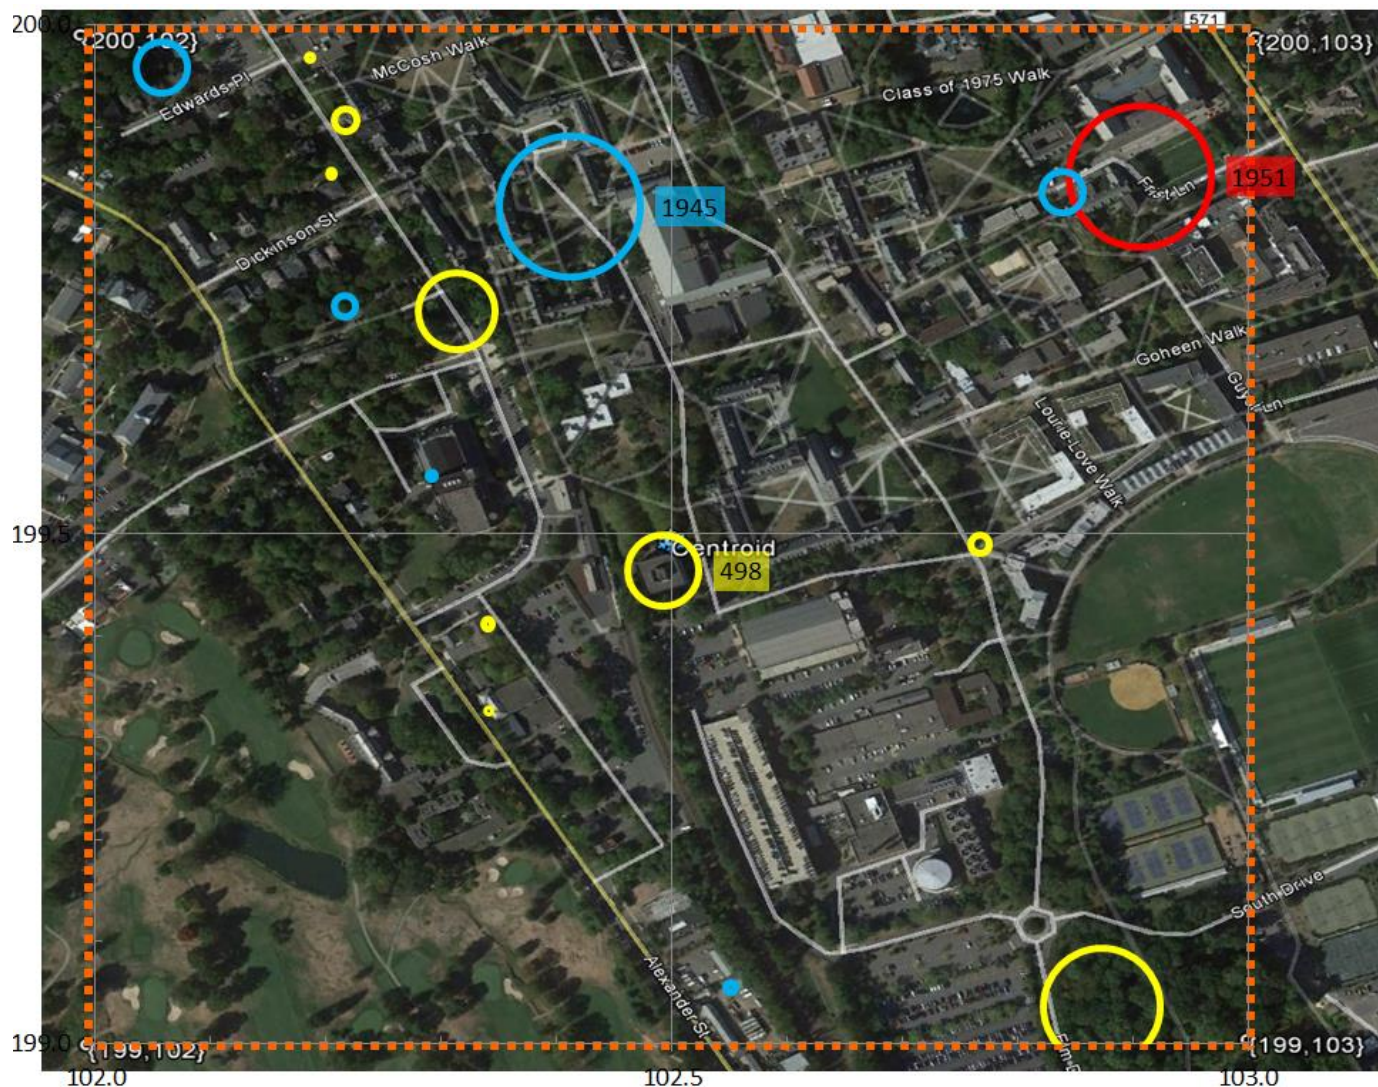 200.0
{200,102}
571
{200,103}
McCosh Walk
Edwards Pl
Class of 1975 Walk
Frist Ln
1951
1945
Dickinson St
Goheen Walk
Guyot Ln
Lourie-Love Walk
199.5
Centroid
498
South Drive
Alexander St
Elm D
199.0
{199,102}
{199,103}
102.0
102.5
103.0